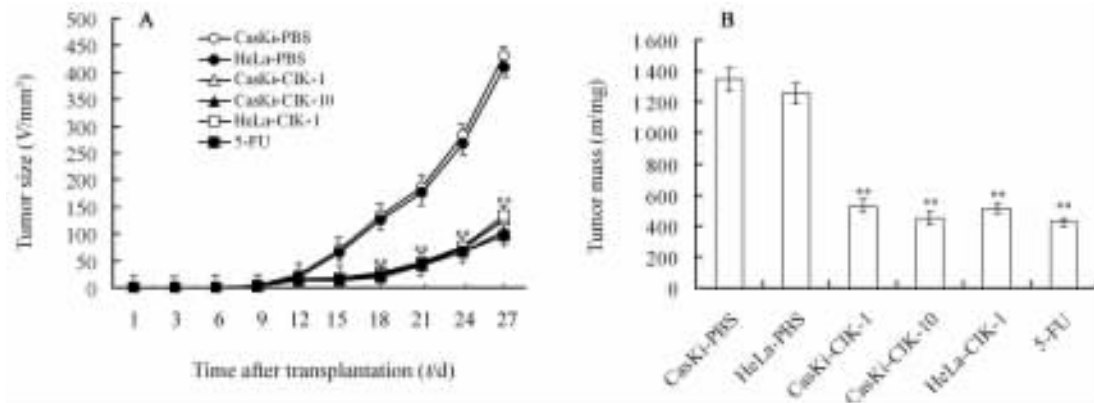 A
500
450
400
350
300
250
200
150
100
50
0
Tumor size (V/mm³)
CasKi-PBS
HeLa-PBS
CasKi-CIK-1
CasKi-CIK-10
HeLa-CIK-1
5-FU
** ** ** **
1 3 6 9 12 15 18 21 24 27
Time after transplantation (t/d)
B
1 600
1 400
1 200
1 000
800
600
400
200
0
Tumor mass (m/mg)
** ** ** **
CasKi-PBS
HeLa-PBS
CasKi-CIK-1
CasKi-CIK-10
HeLa-CIK-1
5-FU